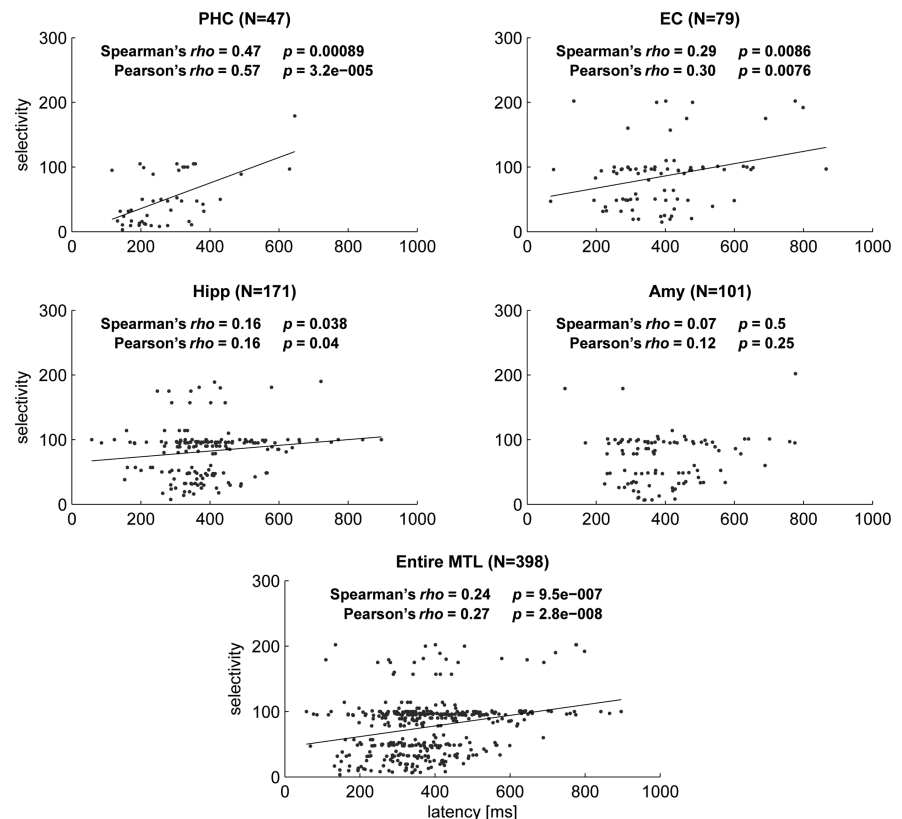 PHC (N=47)
300
Spearman's rho = 0.47 p = 0.00089
Pearson's rho = 0.57 p = 3.2e−005
200
selectivity
100
0
0 200 400 600 800 1000
EC (N=79)
300
Spearman's rho = 0.29 p = 0.0086
Pearson's rho = 0.30 p = 0.0076
200
100
0
0 200 400 600 800 1000
Hipp (N=171)
300
Spearman's rho = 0.16 p = 0.038
Pearson's rho = 0.16 p = 0.04
200
selectivity
100
0
0 200 400 600 800 1000
Amy (N=101)
300
Spearman's rho = 0.07 p = 0.5
Pearson's rho = 0.12 p = 0.25
200
100
0
0 200 400 600 800 1000
Entire MTL (N=398)
300
Spearman's rho = 0.24 p = 9.5e−007
Pearson's rho = 0.27 p = 2.8e−008
200
selectivity
100
0
0 200 400 600 800 1000
latency [ms]